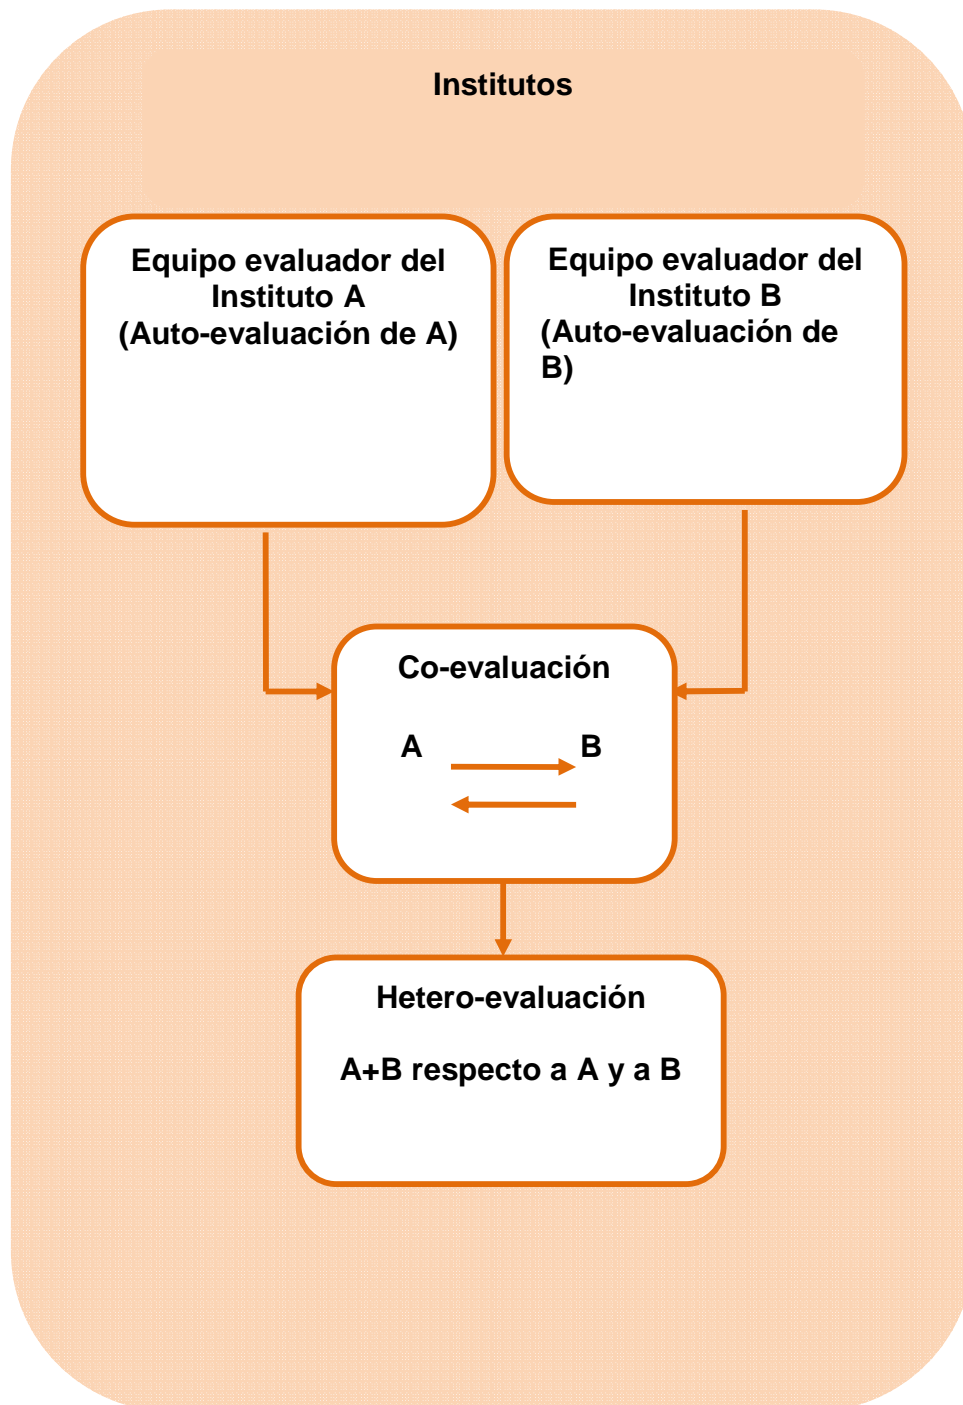 Institutos
Equipo evaluador del
Instituto A
(Auto-evaluación de A)
Equipo evaluador del
Instituto B
(Auto-evaluación de
B)
Co-evaluación
A B
Hetero-evaluación
A+B respecto a A y a B